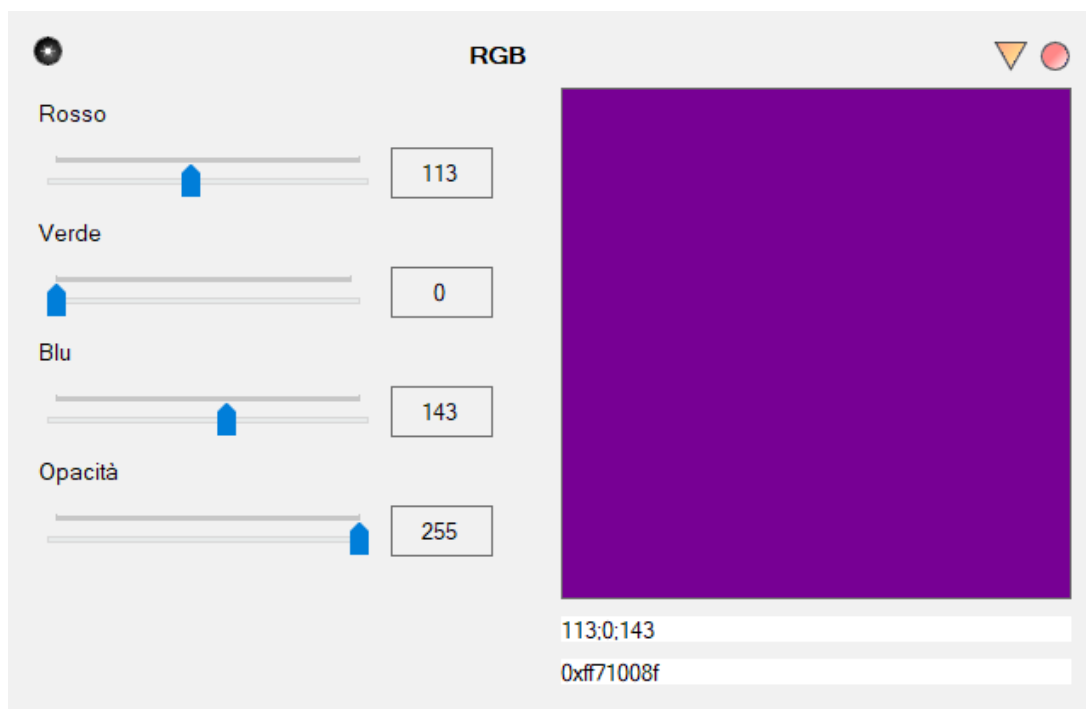 RGB
Rosso
113
Verde
0
Blu
143
Opacità
255
113;0;143
0xff71008f